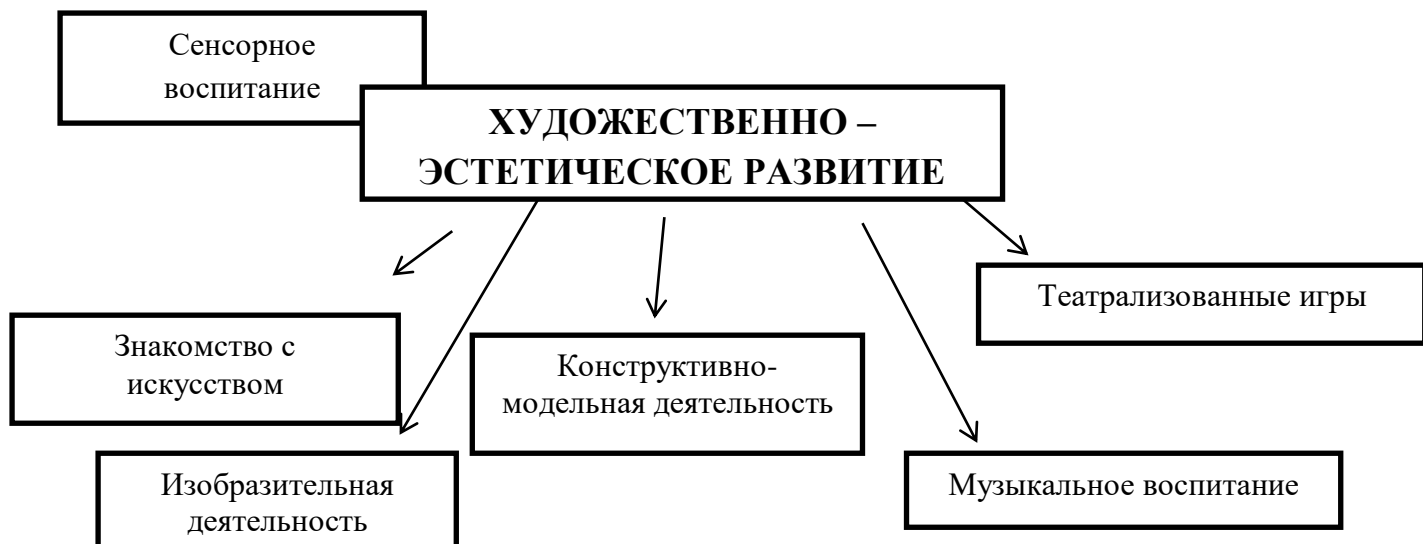 Сенсорное
воспитание
ХУДОЖЕСТВЕННО –
ЭСТЕТИЧЕСКОЕ РАЗВИТИЕ
Театрализованные игры
Знакомство с
искусством
Конструктивно-
модельная деятельность
Изобразительная
деятельность
Музыкальное воспитание